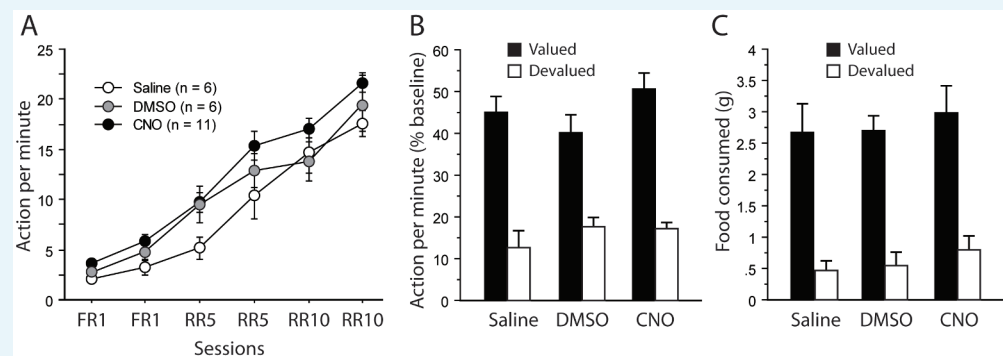 A
Action per minute
25
20
15
10
5
0
Saline (n = 6)
DMSO (n = 6)
CNO (n = 11)
FR1 FR1 RR5 RR5 RR10 RR10
Sessions
B
Action per minute (% baseline)
60
50
40
30
20
10
0
Valued
Devalued
Saline DMSO CNO
C
Food consumed (g)
4
3.5
3
2.5
2
1.5
1
.5
0
Valued
Devalued
Saline DMSO CNO